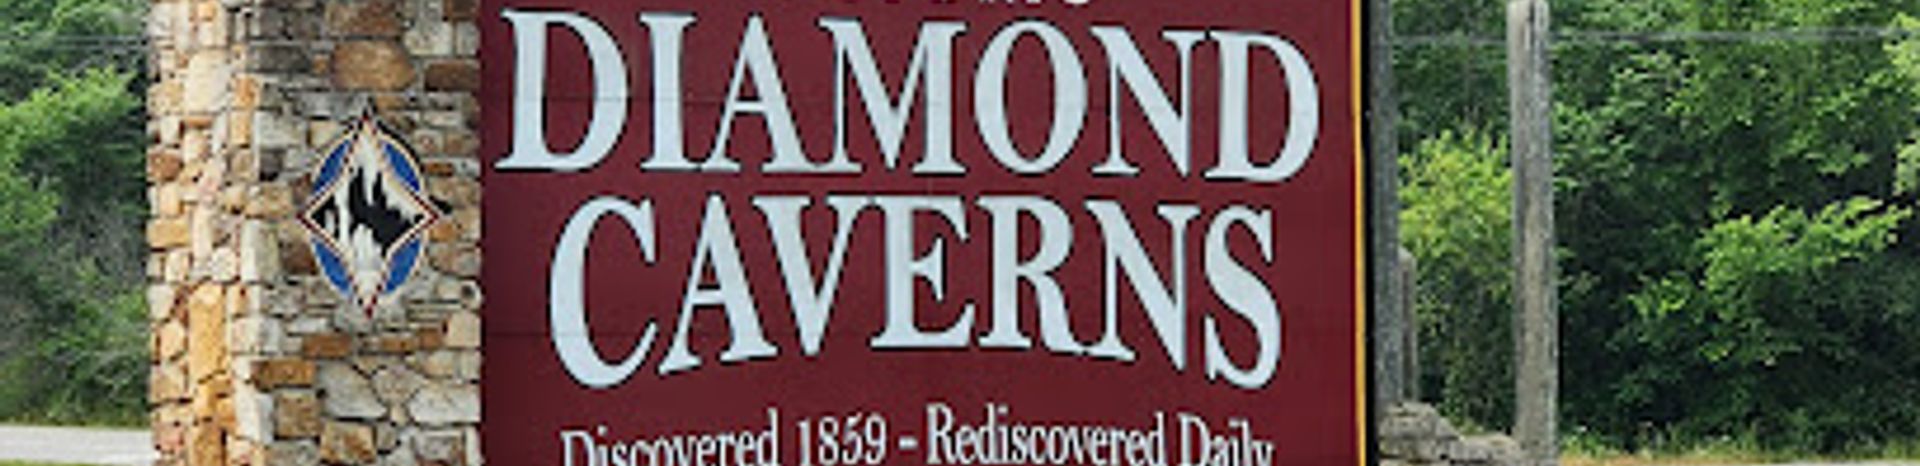 DIAMOND
CAVERNS
Discovered 1859 - Rediscovered Daily